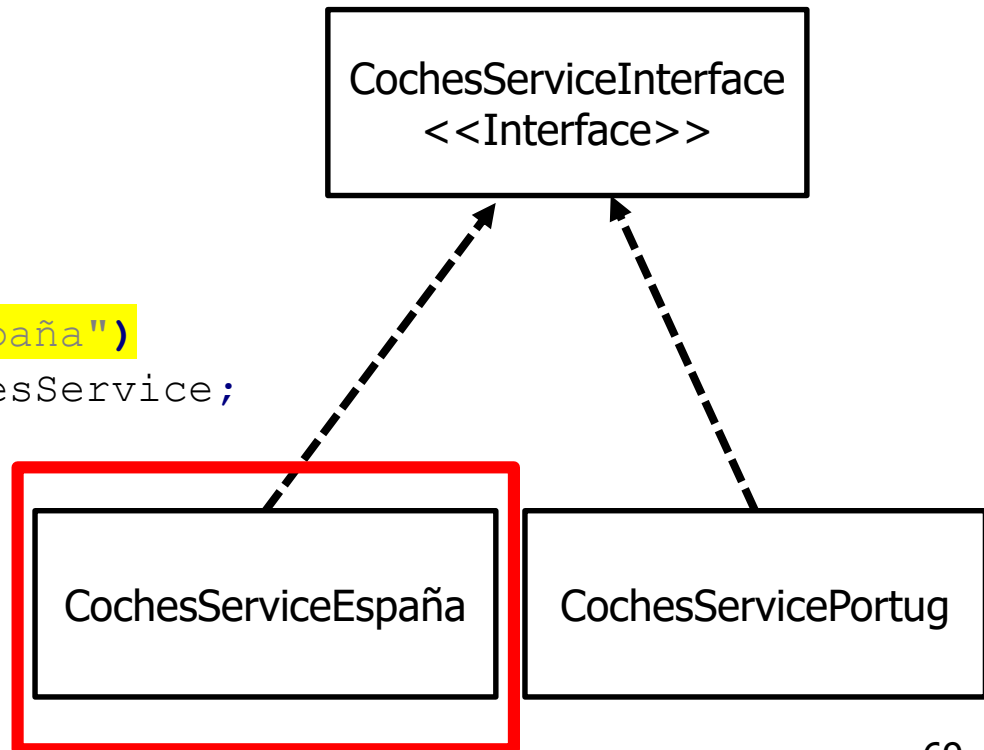 CochesServiceInterface
<<Interface>>
paña")
esService;
CochesServiceEspaña
CochesServicePortug